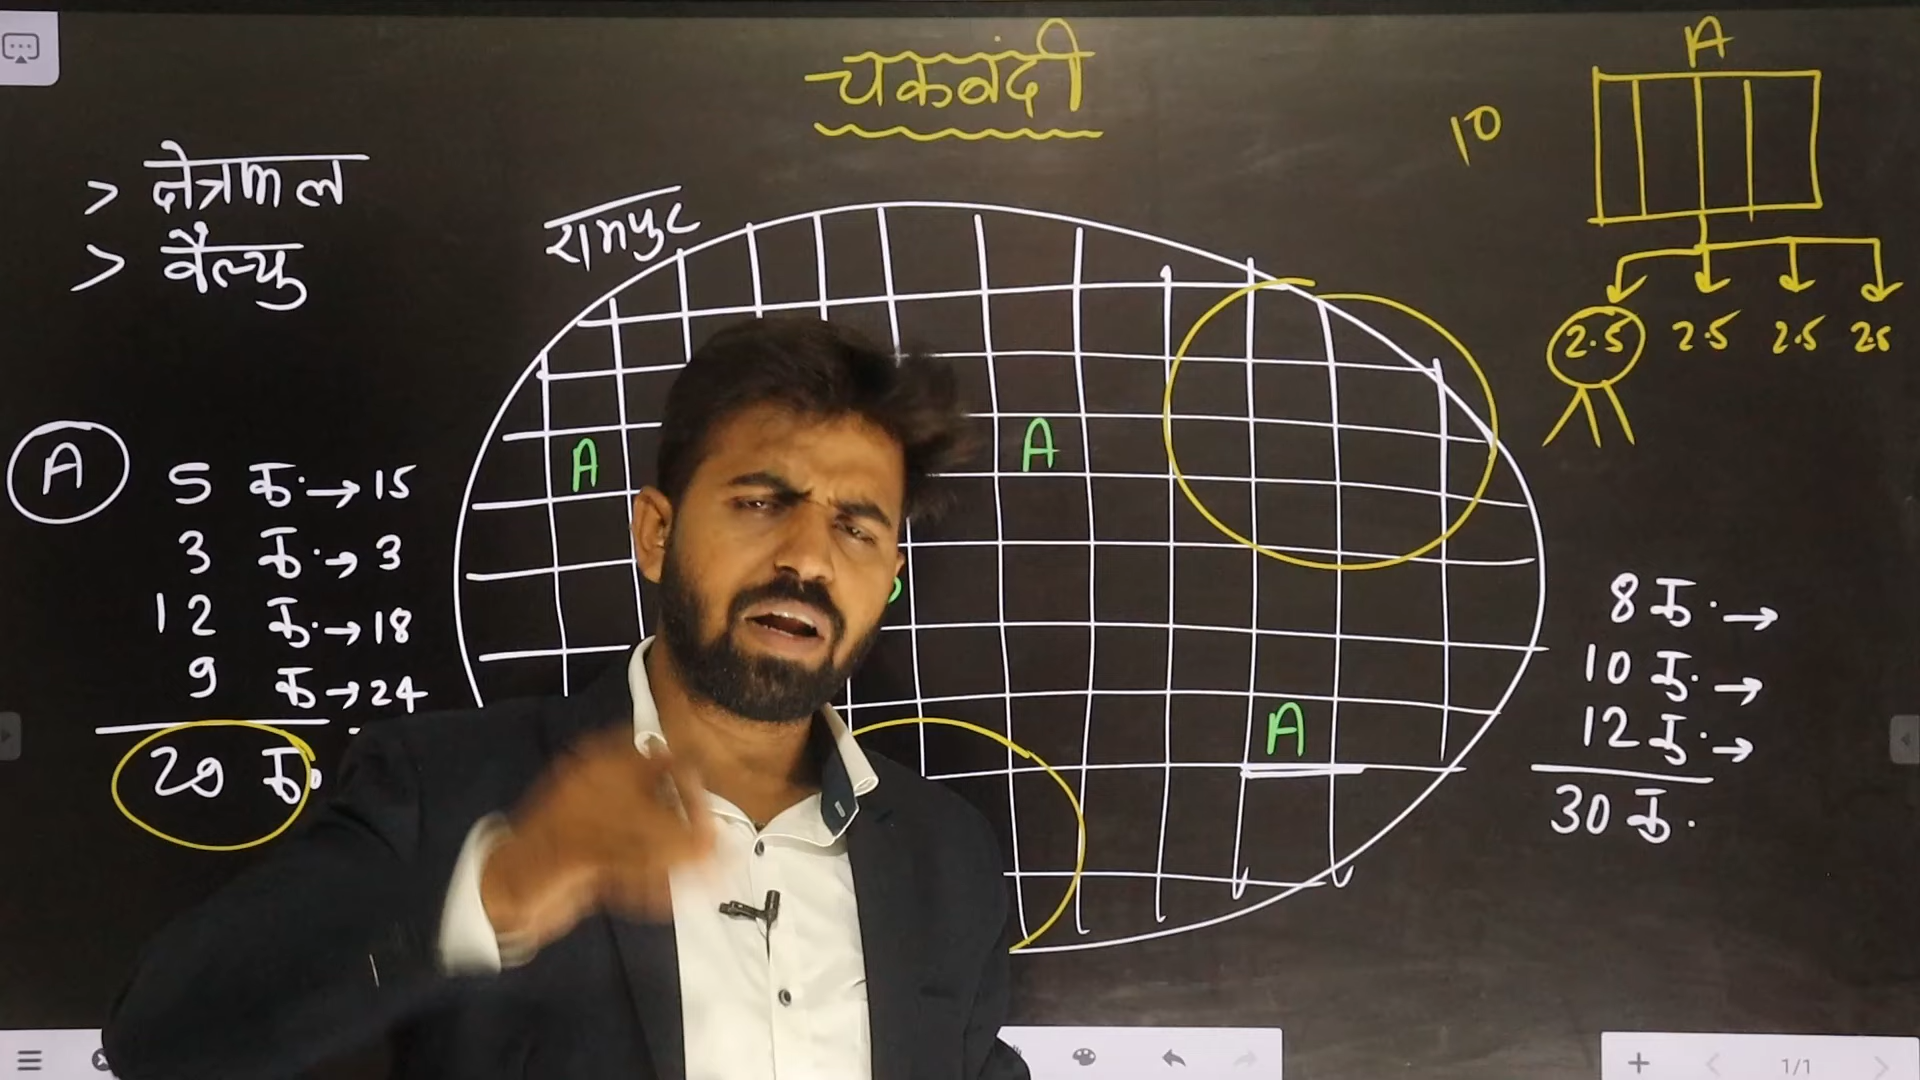 चकबंदी
> क्षेत्रफल
> वैल्यु
रामपुर
A
10
2.5 2.5 2.5 2.5
A
5 क. → 15
3 क. → 3
12 क. → 18
9 क. → 24
29 क.
A
A
A
8 क. →
10 क. →
12 क. →
30 क.
1/1